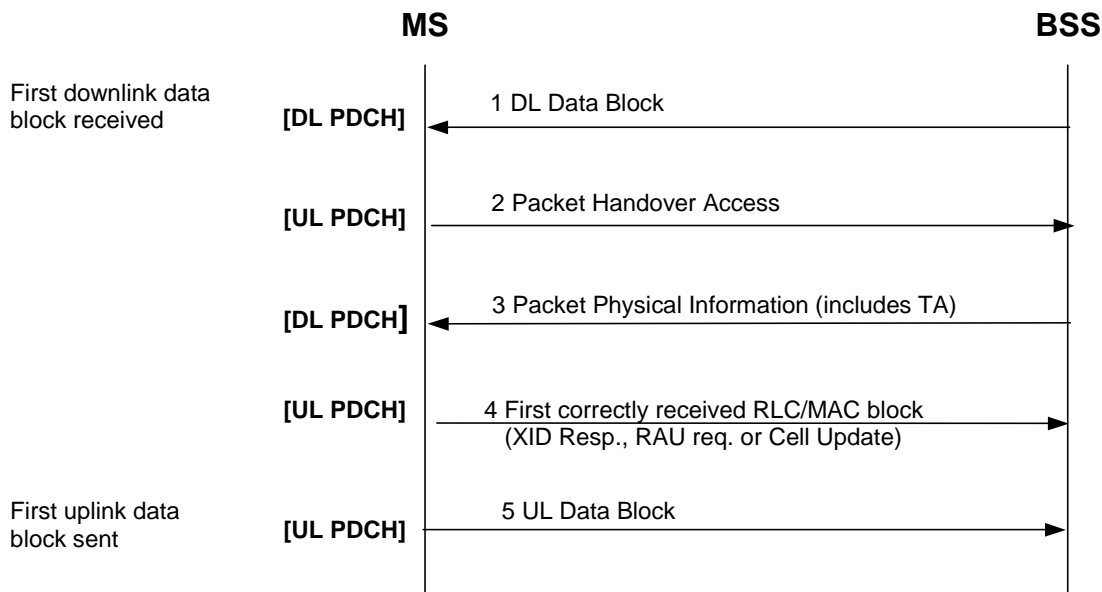 MS
BSS
First downlink data
block received
[DL PDCH]
1 DL Data Block
[UL PDCH]
2 Packet Handover Access
[DL PDCH]
3 Packet Physical Information (includes TA)
[UL PDCH]
4 First correctly received RLC/MAC block
(XID Resp., RAU req. or Cell Update)
First uplink data
block sent
[UL PDCH]
5 UL Data Block